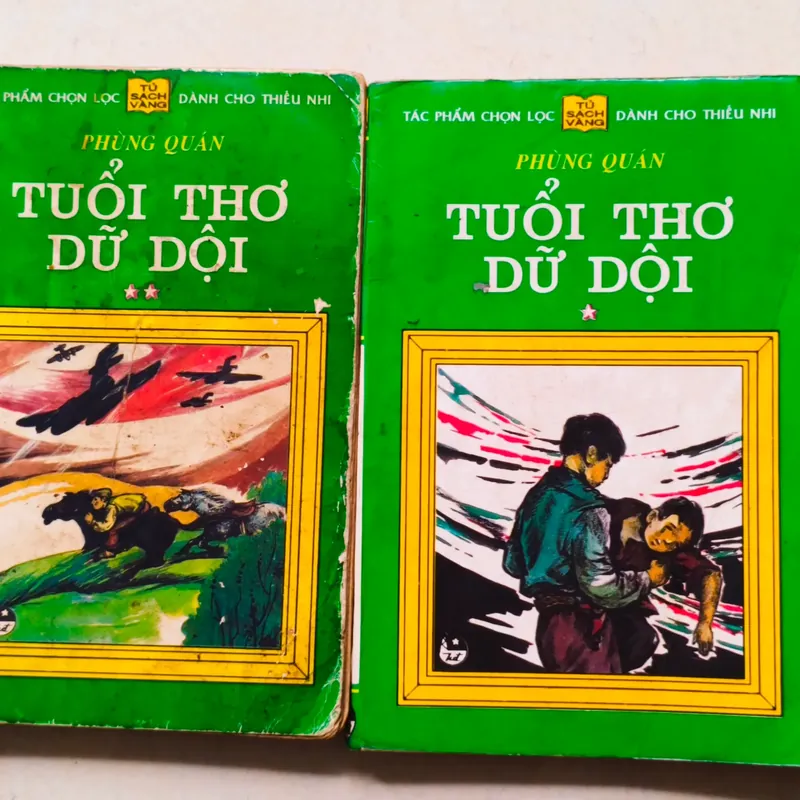 PHẨM CHỌN LỌC TỦ SÁCH VÀNG DÀNH CHO THIẾU NHI
PHÙNG QUÁN
TUỔI THƠ
DỮ DỘI
TÁC PHẨM CHỌN LỌC TỦ SÁCH VÀNG DÀNH CHO THIẾU NHI
PHÙNG QUÁN
TUỔI THƠ
DỮ DỘI